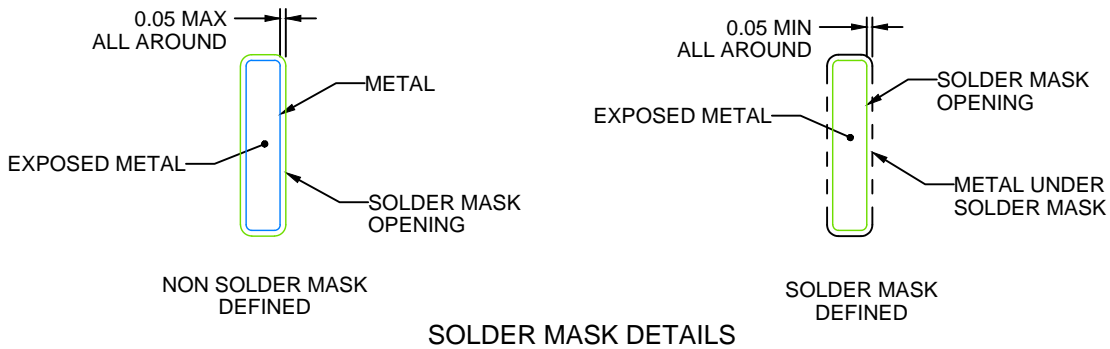 0.05 MAX
ALL AROUND
METAL
EXPOSED METAL
SOLDER MASK
OPENING
NON SOLDER MASK
DEFINED
0.05 MIN
ALL AROUND
SOLDER MASK
OPENING
EXPOSED METAL
METAL UNDER
SOLDER MASK
SOLDER MASK
DEFINED
SOLDER MASK DETAILS